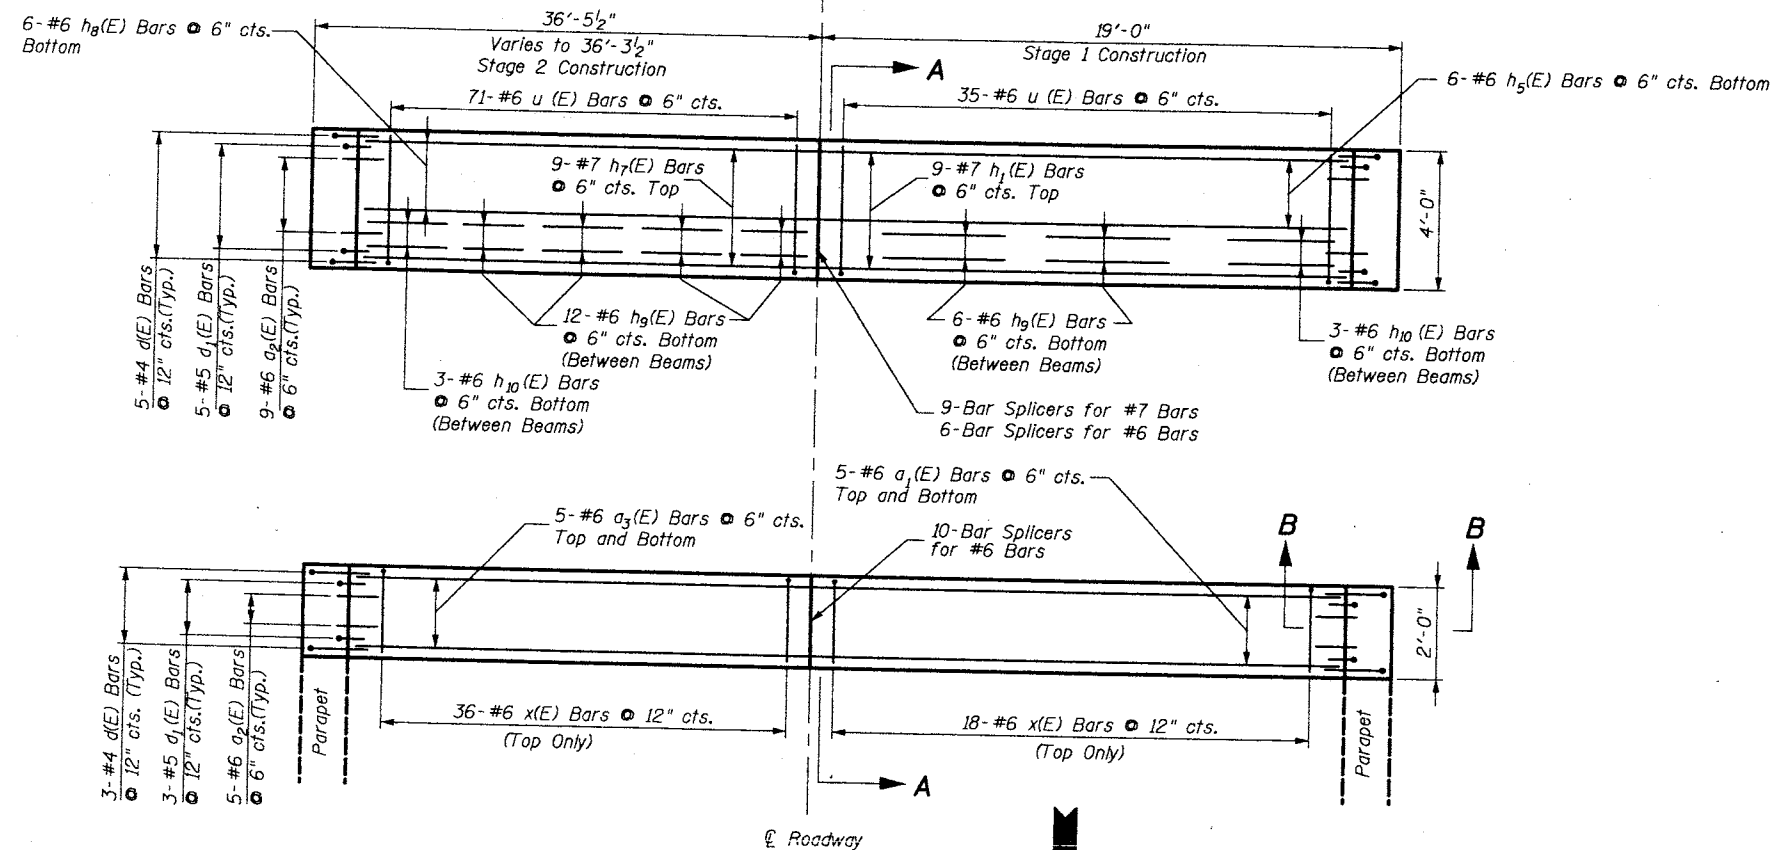 6-#6 h8(E) Bars @ 6" cts.
Bottom
36'-5½"
Varies to 36'-3½"
Stage 2 Construction
19'-0"
Stage 1 Construction
A
6-#6 h5(E) Bars @ 6" cts. Bottom
71-#6 u (E) Bars @ 6" cts.
35-#6 u (E) Bars @ 6" cts.
9-#7 h7(E) Bars
@ 6" cts. Top
9-#7 h1(E) Bars
@ 6" cts. Top
4'-0"
5-#4 d(E) Bars
@ 12" cts.(Typ.)
5-#5 d1(E) Bars
@ 12" cts.(Typ.)
9-#6 a2(E) Bars
@ 6" cts.(Typ.)
12-#6 h9(E) Bars
@ 6" cts. Bottom
(Between Beams)
6-#6 h9(E) Bars
@ 6" cts. Bottom
(Between Beams)
3-#6 h10 (E) Bars
@ 6" cts. Bottom
(Between Beams)
3-#6 h10(E) Bars
@ 6" cts. Bottom
(Between Beams)
9-Bar Splicers for #7 Bars
6-Bar Splicers for #6 Bars
5-#6 a1(E) Bars @ 6" cts.
Top and Bottom
5-#6 a3(E) Bars @ 6" cts.
Top and Bottom
10-Bar Splicers
for #6 Bars
B
B
2'-0"
3-#4 d(E) Bars
@ 12" cts. (Typ.)
3-#5 d1(E) Bars
@ 12" cts.(Typ.)
5-#6 a2(E) Bars
@ 6" cts.(Typ.)
Parapet
36-#6 x(E) Bars @ 12" cts.
(Top Only)
18-#6 x(E) Bars @ 12" cts.
(Top Only)
Parapet
A
℄ Roadway